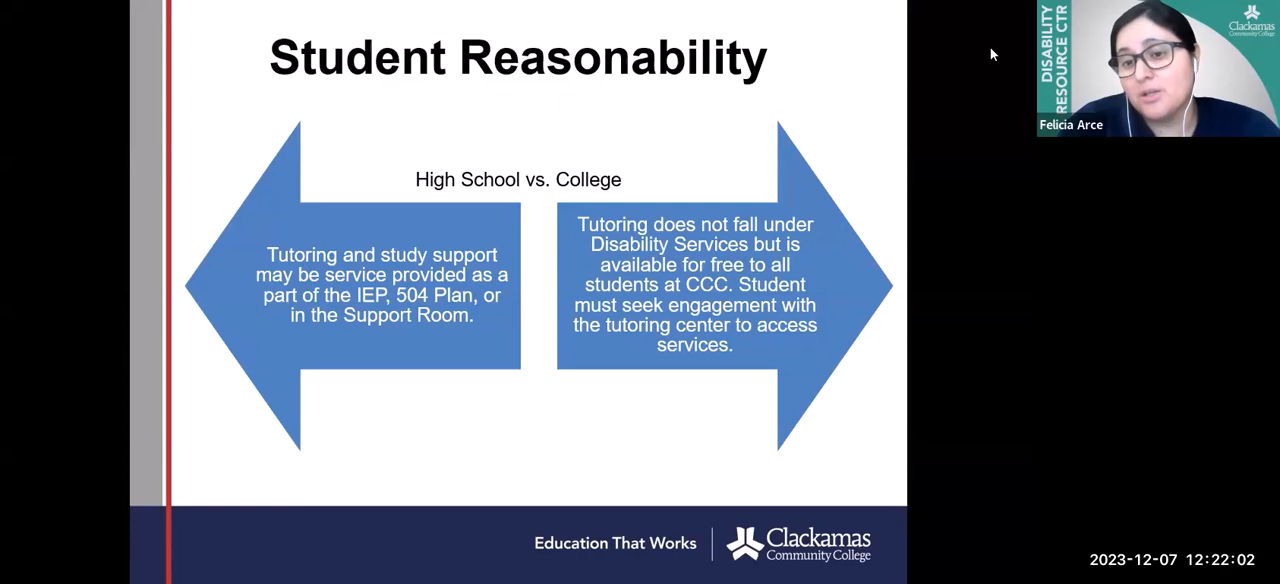 Student Reasonability
High School vs. College
Tutoring and study support
may be service provided as a
part of the IEP, 504 Plan, or
in the Support Room.
Tutoring does not fall under
Disability Services but is
available for free to all
students at CCC. Student
must seek engagement with
the tutoring center to access
services.
Education That Works
Clackamas
Community College
DISABILITY
RESOURCE CTR
Clackamas
Community College
Felicia Arce
2023-12-07 12:22:02